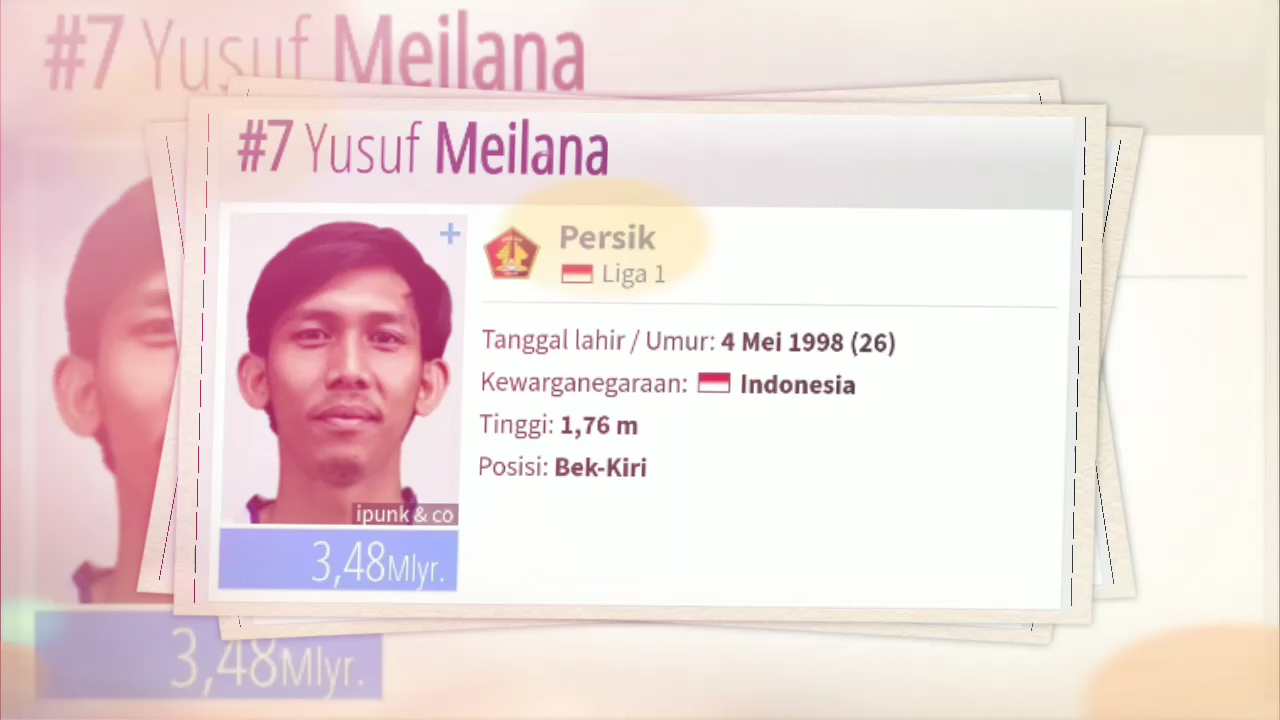 #7 Yusuf Meilana
#7 Yusuf Meilana
Persik
Liga 1
Tanggal lahir / Umur: 4 Mei 1998 (26)
Kewarganegaraan: Indonesia
Tinggi: 1,76 m
Posisi: Bek-Kiri
ipunk & co
3,48Mlyr.
3,48Mlyr.